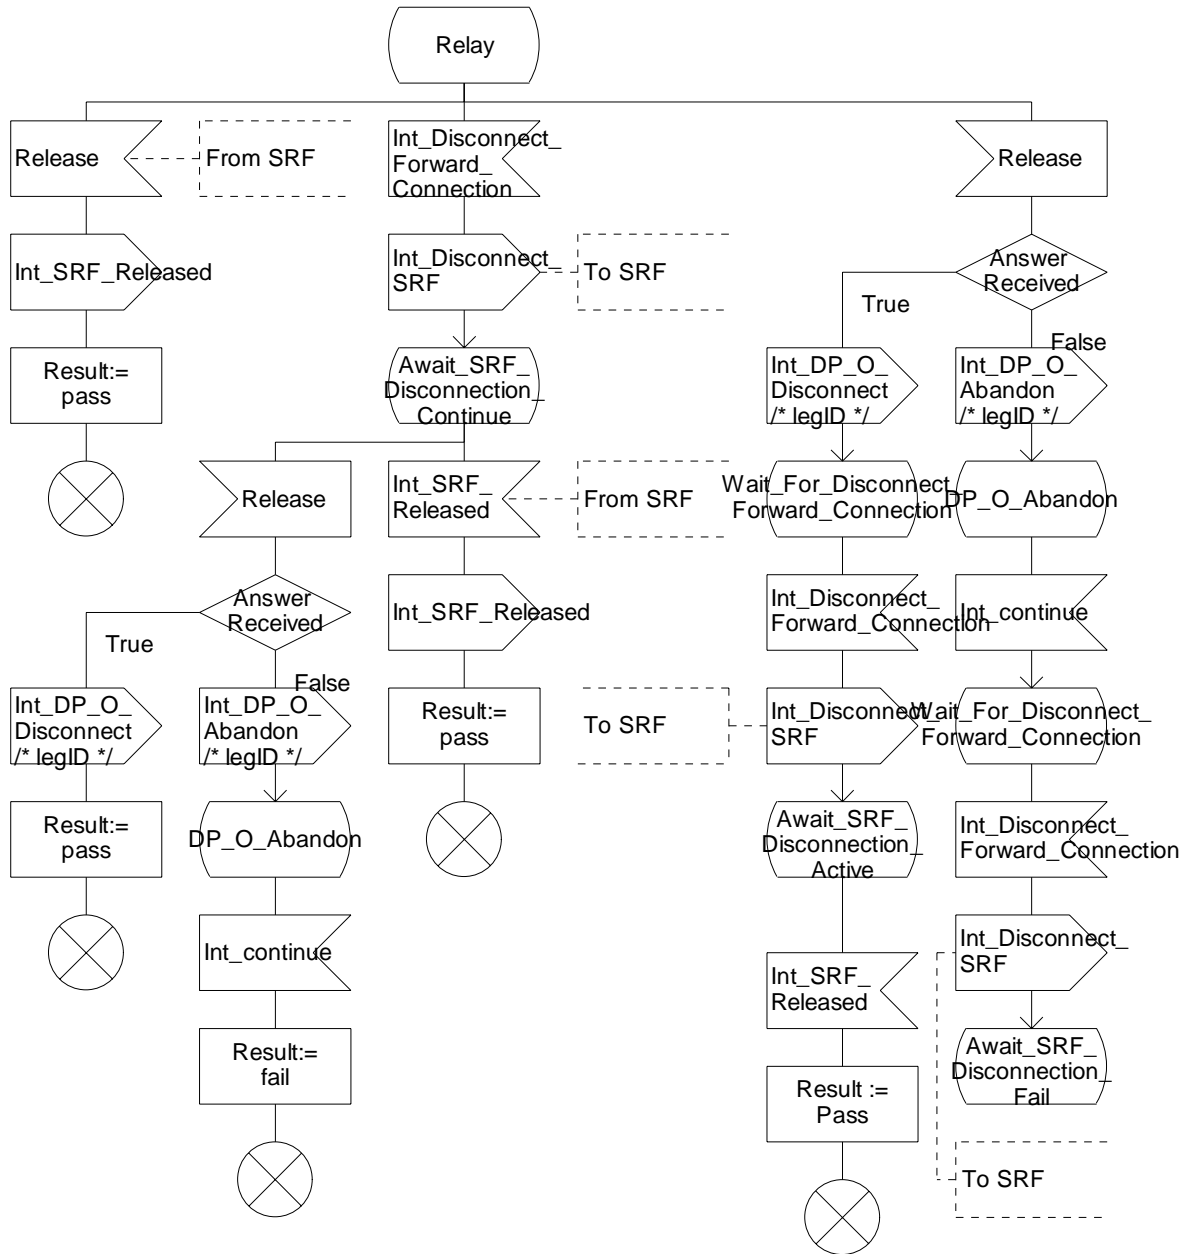 Relay
Release
From SRF
Int_Disconnect_
Forward_
Connection
Release
Int_SRF_Released
Int_Disconnect_
SRF
To SRF
Answer
Received
True
False
Result:=
pass
Await_SRF_
Disconnection_
Continue
Int_DP_O_
Disconnect
/* legID */
Int_DP_O_
Abandon
/* legID */
Release
Int_SRF_
Released
From SRF
Wait_For_Disconnect_
Forward_Connection
DP_O_Abandon
Answer
Received
True
False
Int_SRF_Released
Int_Disconnect_
Forward_Connection
Int_continue
Int_DP_O_
Disconnect
/* legID */
Int_DP_O_
Abandon
/* legID */
Result:=
pass
To SRF
Int_Disconnect_
SRF
Wait_For_Disconnect_
Forward_Connection
Result:=
pass
DP_O_Abandon
Await_SRF_
Disconnection_
Active
Int_Disconnect_
Forward_Connection
Int_continue
Int_SRF_
Released
Int_Disconnect_
SRF
Result:=
fail
Result :=
Pass
Await_SRF_
Disconnection_
Fail
To SRF